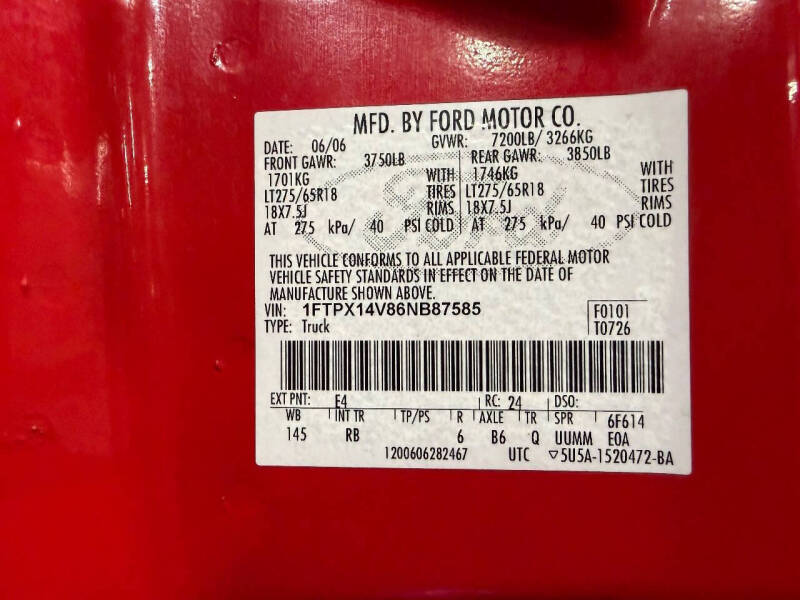 MFD. BY FORD MOTOR CO.
DATE: 06/06 GVWR: 7200LB/ 3266KG
FRONT GAWR: 3750LB REAR GAWR: 3850LB
1701KG WITH 1746KG WITH
LT275/65R18 TIRES LT275/65R18 TIRES
18X7.5J RIMS 18X7.5J RIMS
AT 275 kPa/ 40 PSI COLD AT 275 kPa/ 40 PSI COLD
Ford
THIS VEHICLE CONFORMS TO ALL APPLICABLE FEDERAL MOTOR
VEHICLE SAFETY STANDARDS IN EFFECT ON THE DATE OF
MANUFACTURE SHOWN ABOVE.
VIN: 1FTPX14V86NB87585 F0101
TYPE: Truck T0726
EXT PNT: E4 RC: 24 DSO:
WB INT TR TP/PS R AXLE TR SPR 6F614
145 RB 6 B6 Q UUMM EOA
1200606282467 UTC ▽5U5A-1520472-BA